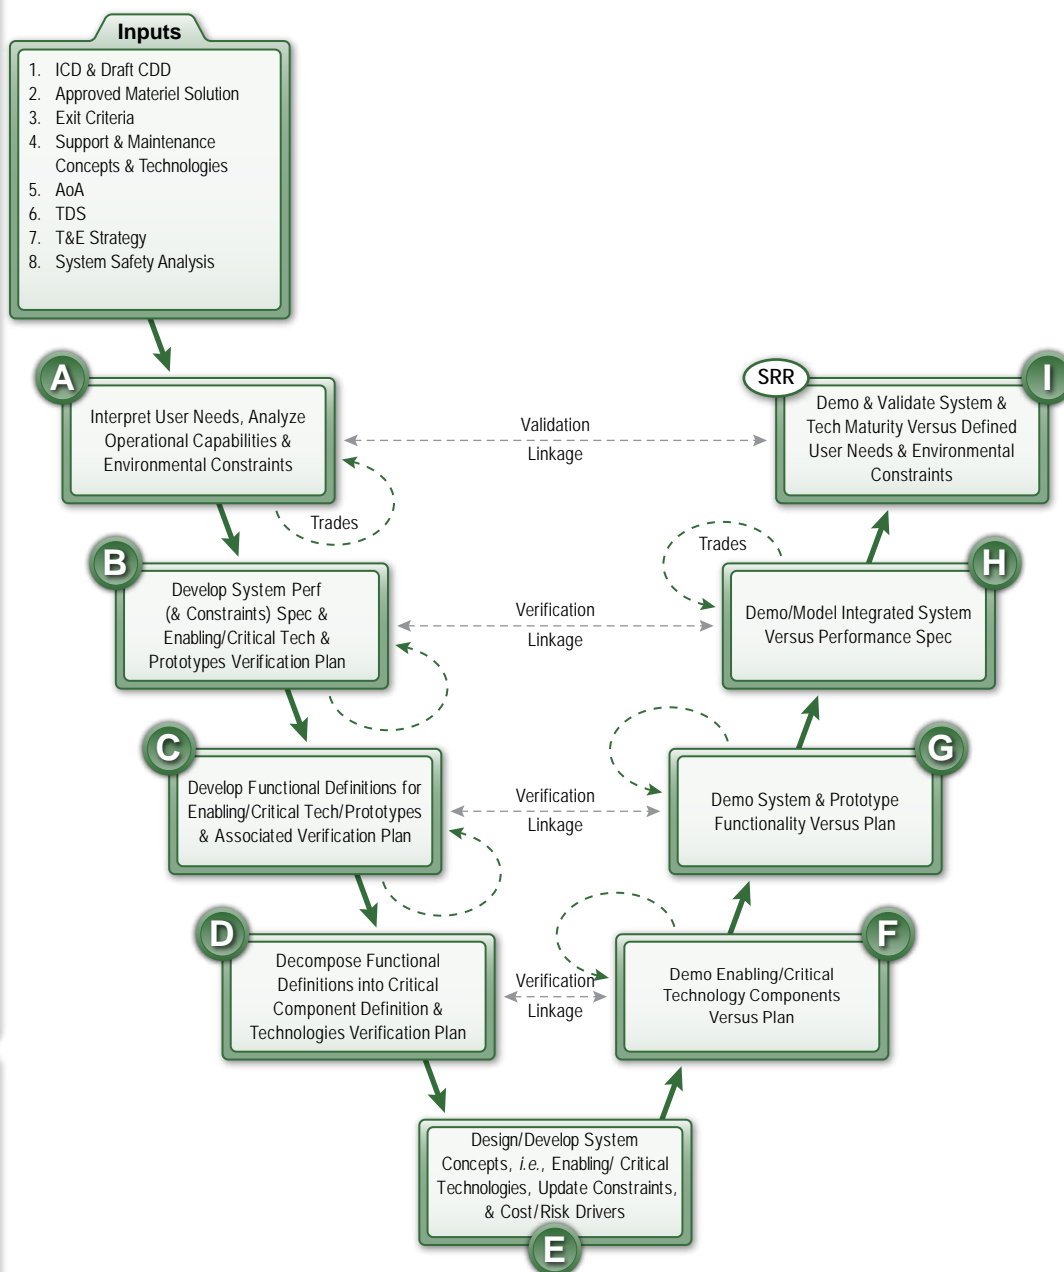 Inputs
1. ICD & Draft CDD
2. Approved Materiel Solution
3. Exit Criteria
4. Support & Maintenance
Concepts & Technologies
5. AoA
6. TDS
7. T&E Strategy
8. System Safety Analysis
A
Interpret User Needs, Analyze
Operational Capabilities &
Environmental Constraints
Trades
Validation
Linkage
SRR
I
Demo & Validate System &
Tech Maturity Versus Defined
User Needs & Environmental
Constraints
B
Develop System Perf
(& Constraints) Spec &
Enabling/Critical Tech &
Prototypes Verification Plan
Verification
Linkage
Trades
H
Demo/Model Integrated System
Versus Performance Spec
C
Develop Functional Definitions for
Enabling/Critical Tech/Prototypes
& Associated Verification Plan
Verification
Linkage
G
Demo System & Prototype
Functionality Versus Plan
D
Decompose Functional
Definitions into Critical
Component Definition &
Technologies Verification Plan
Verification
Linkage
F
Demo Enabling/Critical
Technology Components
Versus Plan
Design/Develop System
Concepts, i.e., Enabling/ Critical
Technologies, Update Constraints,
& Cost/Risk Drivers
E